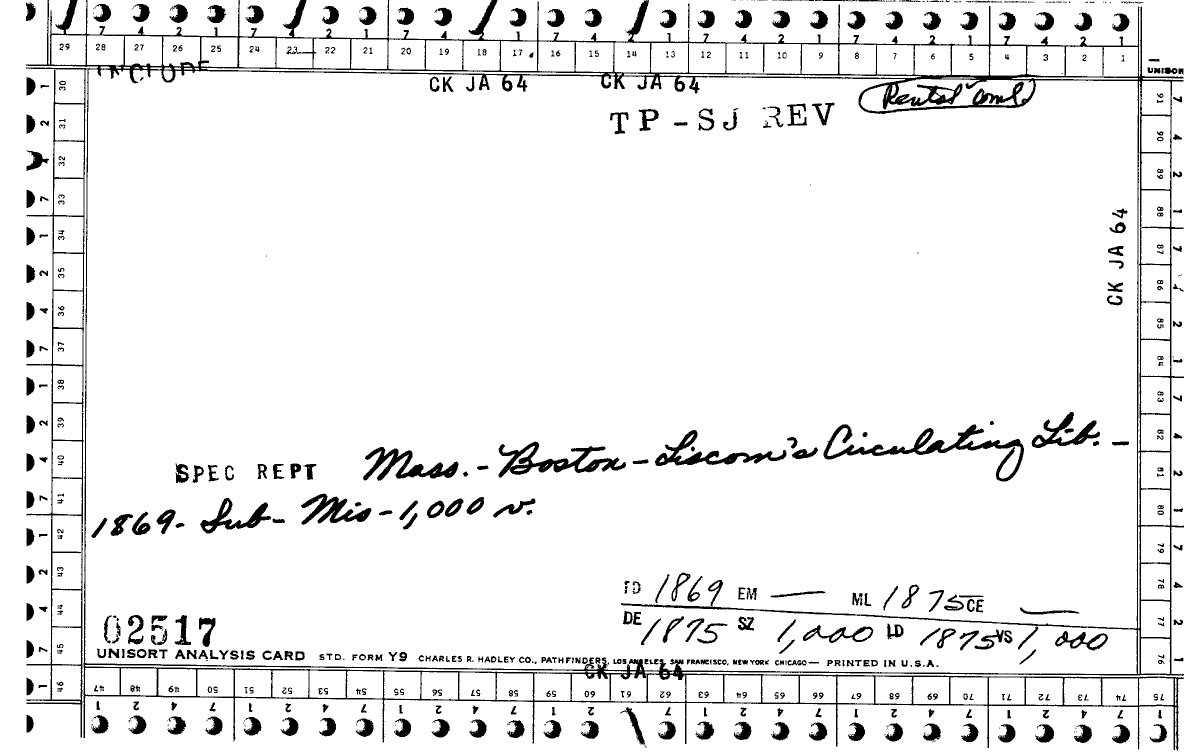 7 4 2 1 7 4 2 1 7 4 2 1 7 4 2 1 7 4 2 1 7 4 2 1
29 28 27 26 25 24 23 22 21 20 19 18 17 16 15 14 13 12 11 10 9 8 7 6 5 4 3 2 1
INCLUDE
CK JA 64 CK JA 64
Rental Coml
TP-SJ REV
UNISOR
30 31 32 33 34 35 36 37 38 39 40 41 42 43 44 45 46
91 90 89 88 87 86 85 84 83 82 81 80 79 78 77 76
CK JA 64
SPEC REPT Mass. - Boston - Liscom's Circulating Lib. -
1869 - Sub - Mis - 1,000 v.
FD 1869 EM — ML 1875 CE —
DE 1875 SZ 1,000 LD 1875 VS 1,000
02517
UNISORT ANALYSIS CARD STD. FORM Y9 CHARLES R. HADLEY CO., PATHFINDERS, LOS ANGELES, SAN FRANCISCO, NEW YORK CHICAGO — PRINTED IN U.S.A.
CK JA 64
47 48 49 50 51 52 53 54 55 56 57 58 59 60 61 62 63 64 65 66 67 68 69 70 71 72 73 74 75
1 2 4 7 1 2 4 7 1 2 4 7 1 2 7 1 2 4 7 1 2 4 7 1 2 4 7 1